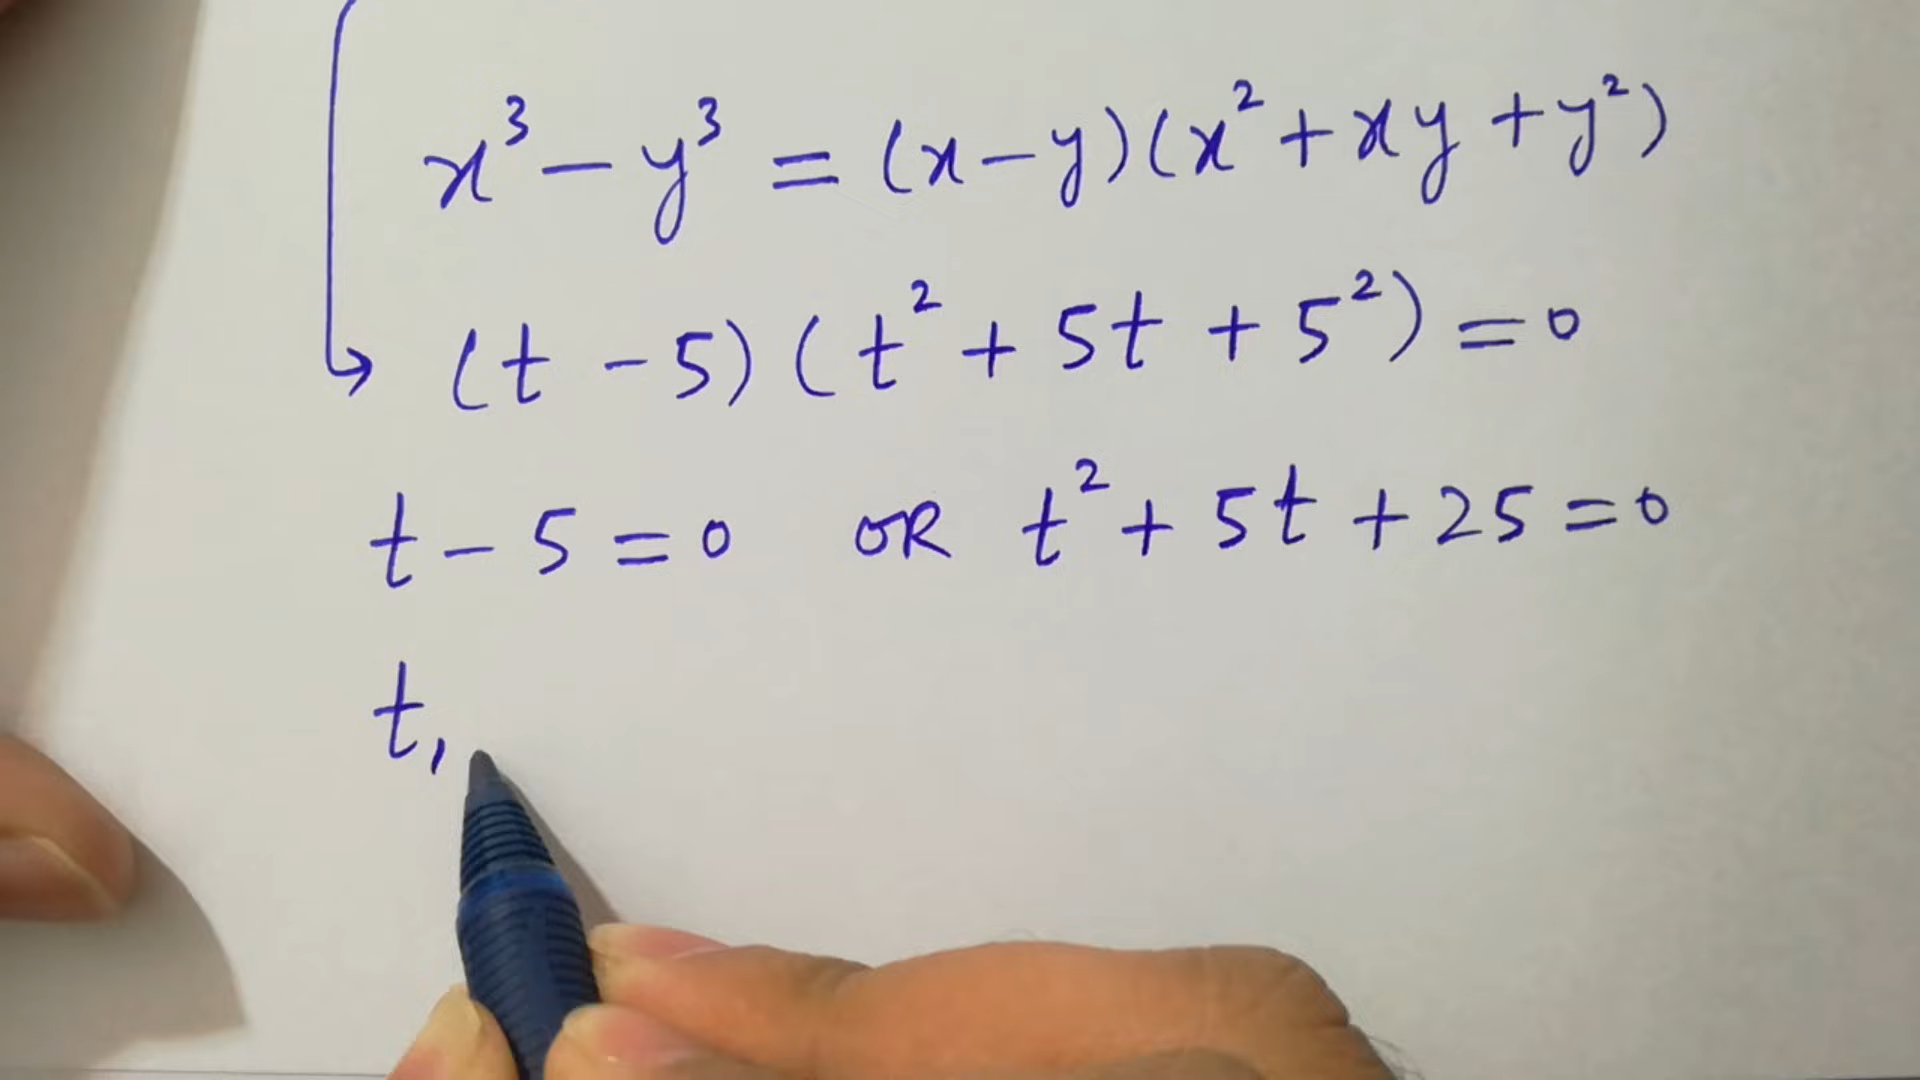 x³ - y³ = (x-y)(x² + xy + y²)
(t - 5)(t² + 5t + 5²) = 0
t - 5 = 0 OR t² + 5t + 25 = 0
t₁